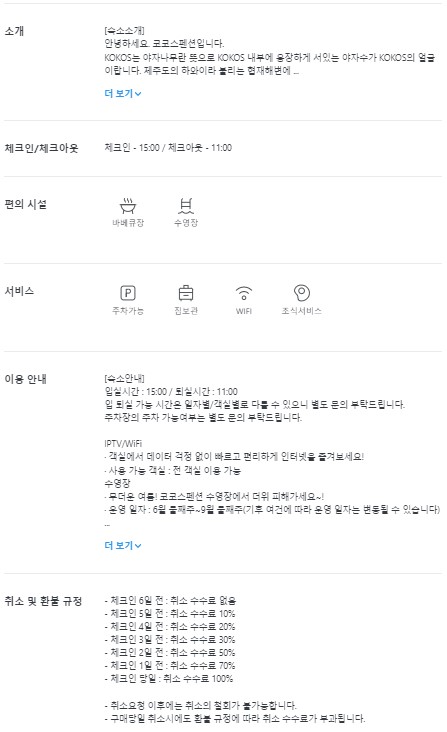 소개
[숙소소개]
안녕하세요. 코코스펜션입니다.
KOKOS는 야자나무란 뜻으로 KOKOS 내부에 웅장하게 서있는 야자수가 KOKOS의 얼굴
이랍니다. 제주도의 하와이라 불리는 협재해변에 ...
더 보기
체크인/체크아웃
체크인 - 15:00 / 체크아웃 - 11:00
편의 시설
바베큐장
수영장
서비스
주차가능
짐보관
WIFI
조식서비스
이용 안내
[숙소안내]
입실시간 : 15:00 / 퇴실시간 : 11:00
입 퇴실 가능 시간은 일자별/객실별로 다를 수 있으니 별도 문의 부탁드립니다.
주차장의 주차 가능여부는 별도 문의 부탁드립니다.
IPTV/WiFi
· 객실에서 데이터 걱정 없이 빠르고 편리하게 인터넷을 즐겨보세요!
· 사용 가능 객실 : 전 객실 이용 가능
수영장
· 무더운 여름! 코코스펜션 수영장에서 더위 피해가세요~!
· 운영 일자 : 6월 둘째주~9월 둘째주(기후 여건에 따라 운영 일자는 변동될 수 있습니다)
...
더 보기
취소 및 환불 규정
- 체크인 6일 전 : 취소 수수료 없음
- 체크인 5일 전 : 취소 수수료 10%
- 체크인 4일 전 : 취소 수수료 20%
- 체크인 3일 전 : 취소 수수료 30%
- 체크인 2일 전 : 취소 수수료 50%
- 체크인 1일 전 : 취소 수수료 70%
- 체크인 당일 : 취소 수수료 100%
- 취소요청 이후에는 취소의 철회가 불가능합니다.
- 구매당일 취소시에도 환불 규정에 따라 취소 수수료가 부과됩니다.